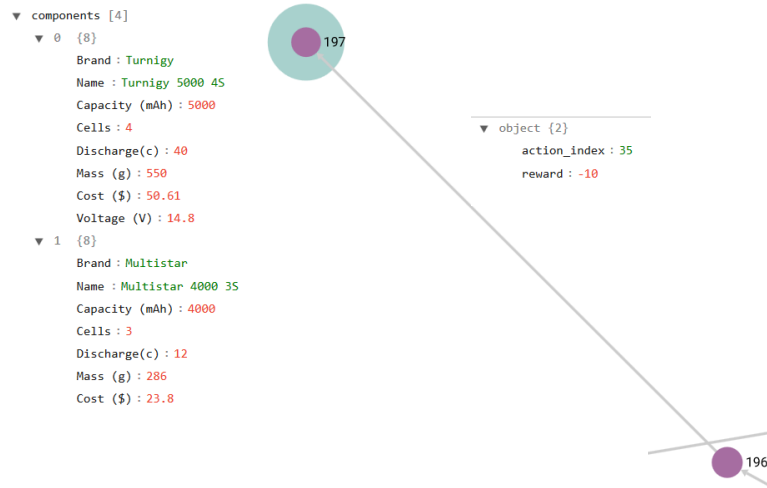 ▼ components [4]
▼ 0 {8}
Brand : Turnigy
Name : Turnigy 5000 4S
Capacity (mAh) : 5000
Cells : 4
Discharge(c) : 40
Mass (g) : 550
Cost ($) : 50.61
Voltage (V) : 14.8
▼ 1 {8}
Brand : Multistar
Name : Multistar 4000 3S
Capacity (mAh) : 4000
Cells : 3
Discharge(c) : 12
Mass (g) : 286
Cost ($) : 23.8
197
▼ object {2}
action_index : 35
reward : -10
196